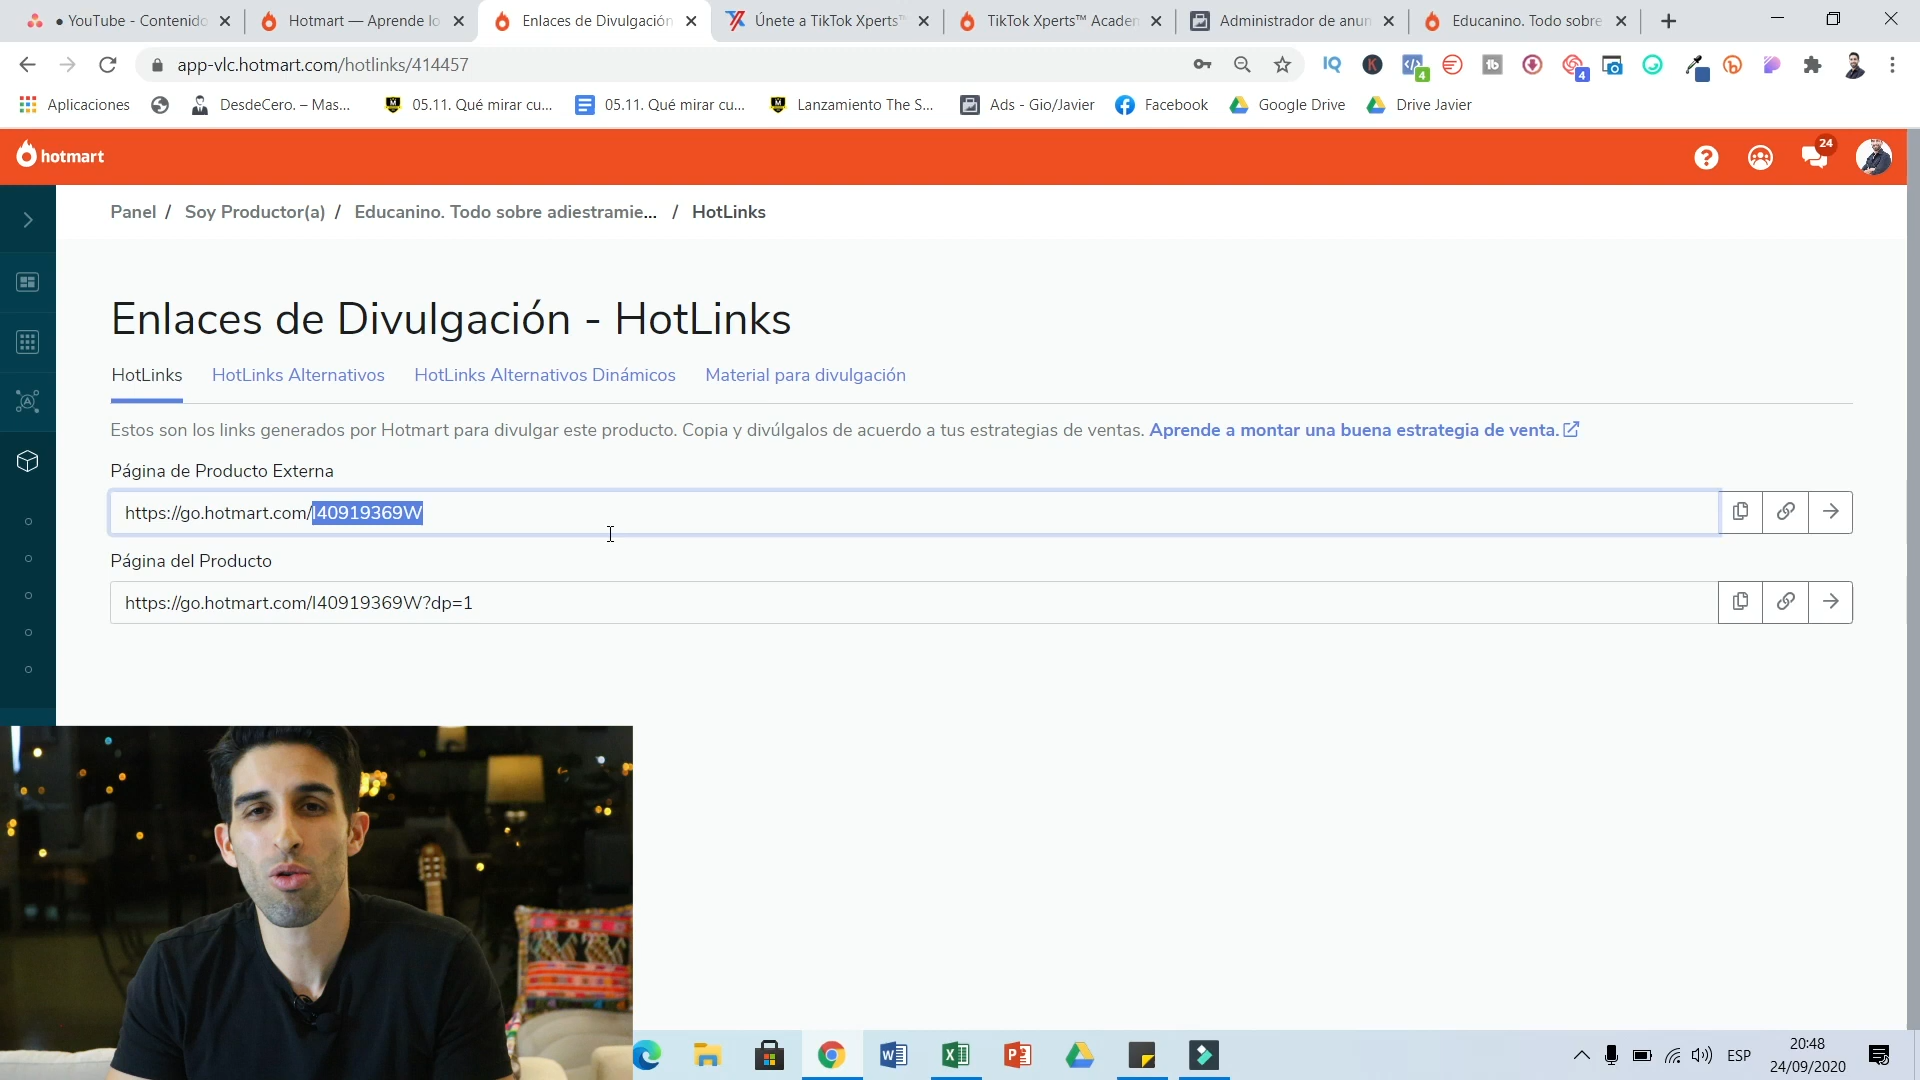 • YouTube - Contenido
Hotmart — Aprende lo
Enlaces de Divulgación
Únete a TikTok Xperts™
TikTok Xperts™ Academ
Administrador de anun
Educanino. Todo sobre
app-vlc.hotmart.com/hotlinks/414457
Aplicaciones
DesdeCero. – Mas...
05.11. Qué mirar cu...
05.11. Qué mirar cu...
Lanzamiento The S...
Ads - Gio/Javier
Facebook
Google Drive
Drive Javier
hotmart
24
Panel / Soy Productor(a) / Educanino. Todo sobre adiestramie... / HotLinks
Enlaces de Divulgación - HotLinks
HotLinks
HotLinks Alternativos
HotLinks Alternativos Dinámicos
Material para divulgación
Estos son los links generados por Hotmart para divulgar este producto. Copia y divúlgalos de acuerdo a tus estrategias de ventas. Aprende a montar una buena estrategia de venta.
Página de Producto Externa
https://go.hotmart.com/I40919369W
Página del Producto
https://go.hotmart.com/I40919369W?dp=1
ESP
20:48
24/09/2020